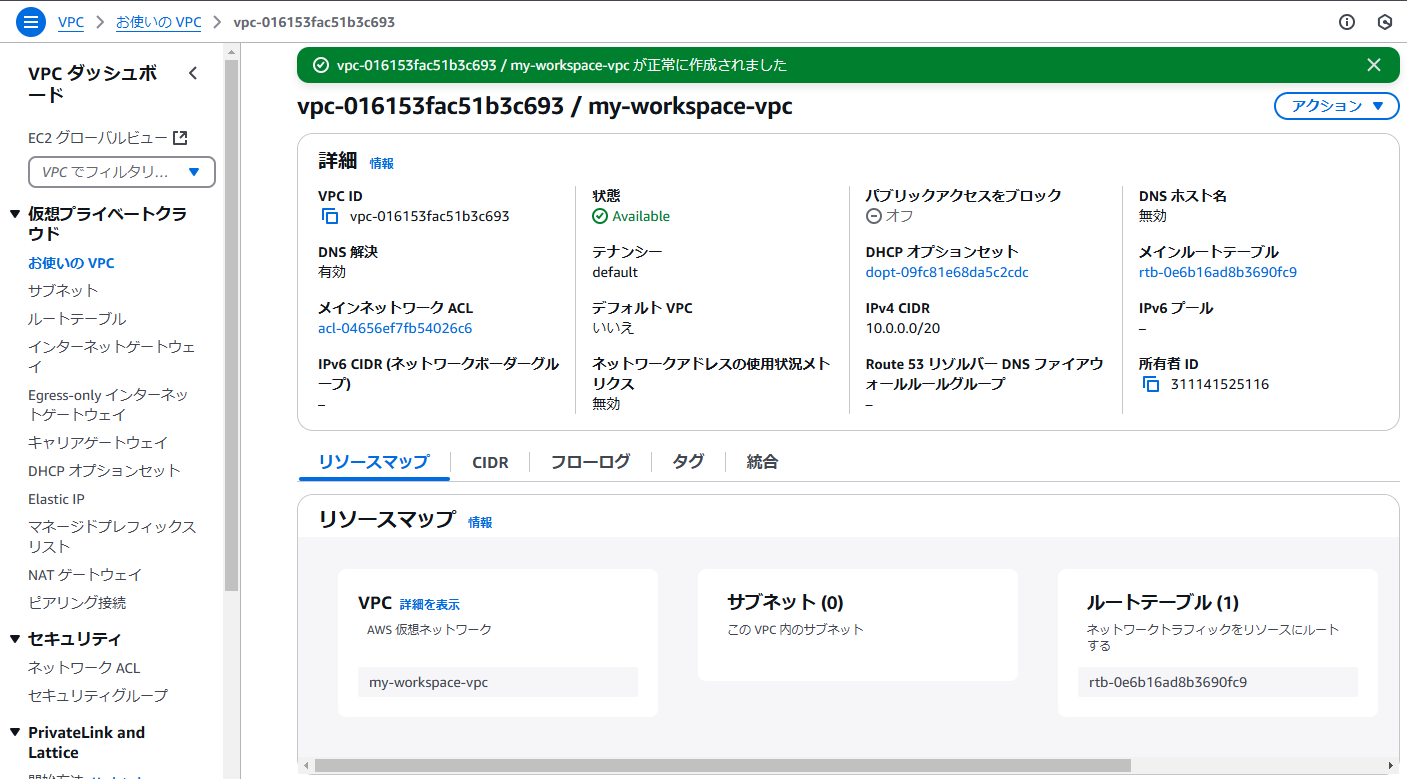 VPC
お使いの VPC
vpc-016153fac51b3c693
VPC ダッシュボ
ード
EC2 グローバルビュー
VPC でフィルタリ...
仮想プライベートクラ
ウド
お使いの VPC
サブネット
ルートテーブル
インターネットゲートウェ
イ
Egress-only インターネッ
トゲートウェイ
キャリアゲートウェイ
DHCP オプションセット
Elastic IP
マネージドプレフィックス
リスト
NAT ゲートウェイ
ピアリング接続
セキュリティ
ネットワーク ACL
セキュリティグループ
PrivateLink and
Lattice
vpc-016153fac51b3c693 / my-workspace-vpc が正常に作成されました
vpc-016153fac51b3c693 / my-workspace-vpc
アクション
詳細 情報
VPC ID
vpc-016153fac51b3c693
状態
Available
パブリックアクセスをブロック
オフ
DNS ホスト名
無効
DNS 解決
有効
テナンシー
default
DHCP オプションセット
dopt-09fc81e68da5c2cdc
メインルートテーブル
rtb-0e6b16ad8b3690fc9
メインネットワーク ACL
acl-04656ef7fb54026c6
デフォルト VPC
いいえ
IPv4 CIDR
10.0.0.0/20
IPv6 プール
–
IPv6 CIDR (ネットワークボーダーグル
ープ)
–
ネットワークアドレスの使用状況メト
リクス
無効
Route 53 リゾルバー DNS ファイアウ
ォールルールグループ
–
所有者 ID
311141525116
リソースマップ
CIDR
フローログ
タグ
統合
リソースマップ 情報
VPC 詳細を表示
AWS 仮想ネットワーク
my-workspace-vpc
サブネット (0)
この VPC 内のサブネット
ルートテーブル (1)
ネットワークトラフィックをリソースにルート
する
rtb-0e6b16ad8b3690fc9